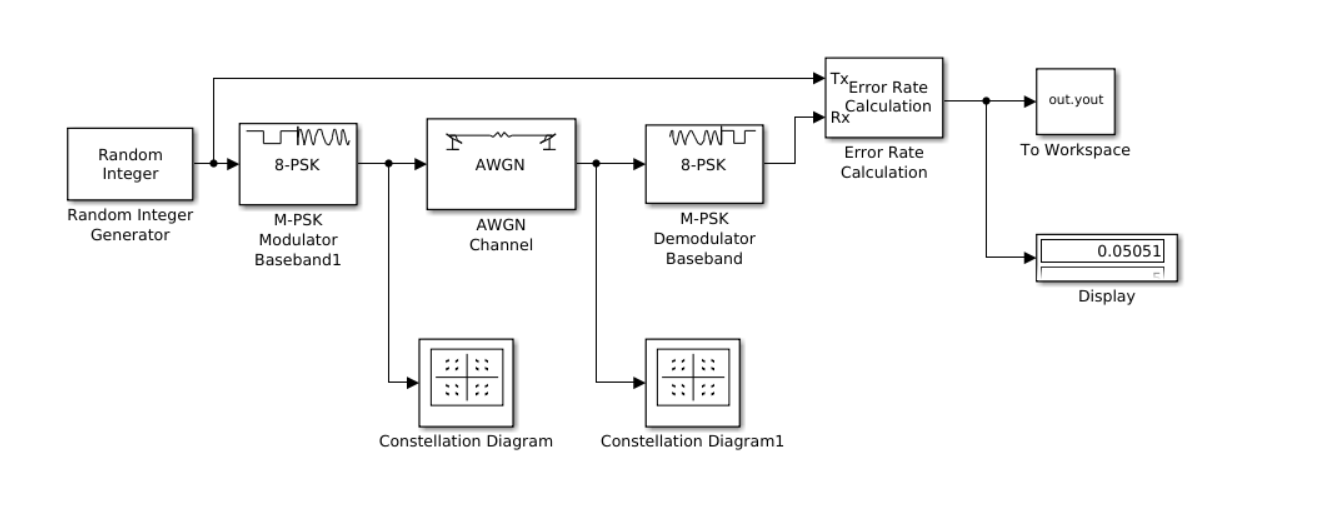 Random
Integer
Random Integer
Generator
8-PSK
M-PSK
Modulator
Baseband1
AWGN
AWGN
Channel
8-PSK
M-PSK
Demodulator
Baseband
Tx
Rx
Error Rate
Calculation
Error Rate
Calculation
out.yout
To Workspace
0.05051
Display
Constellation Diagram
Constellation Diagram1